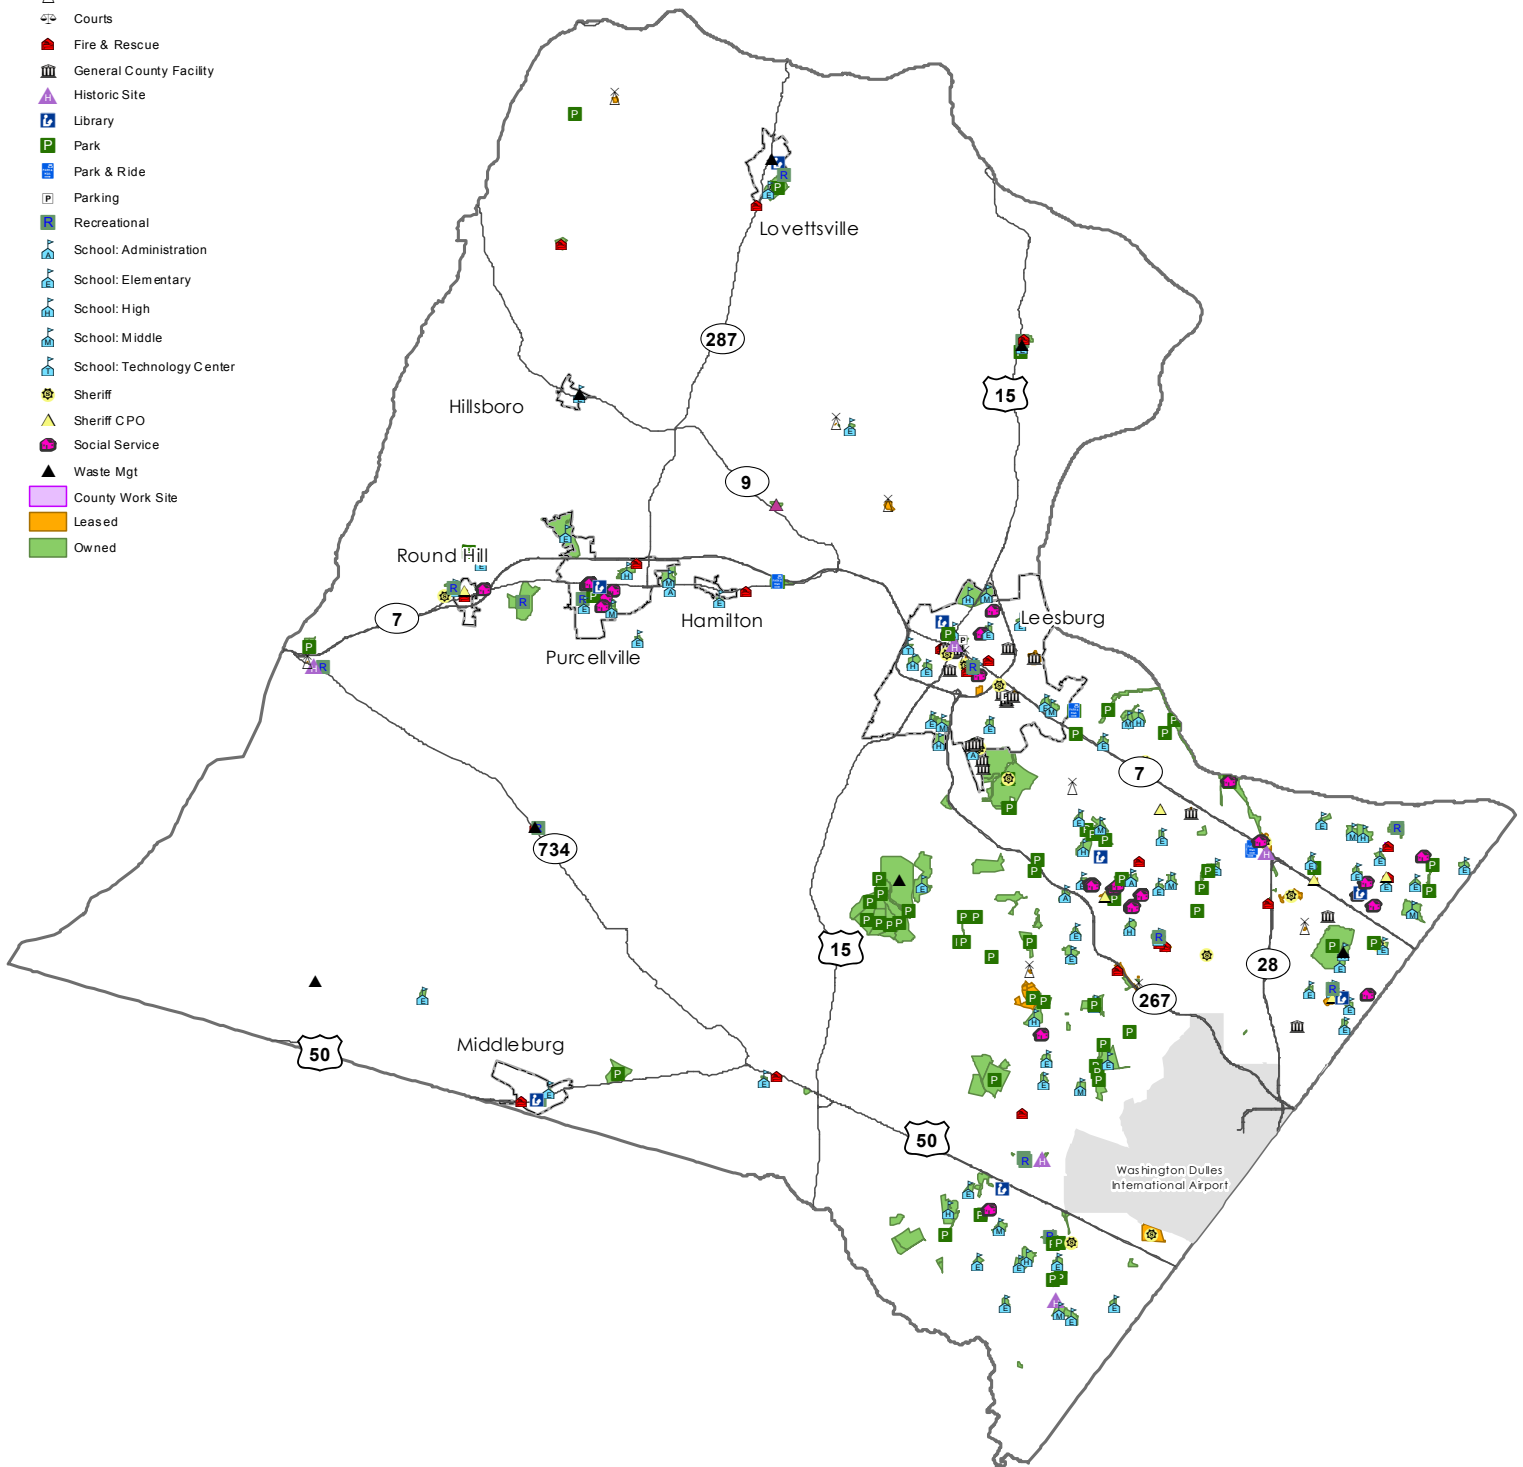 Courts
Fire & Rescue
General County Facility
H Historic Site
Library
P Park
Park & Ride
P Parking
R Recreational
A School: Administration
E School: Elementary
H School: High
M School: Middle
T School: Technology Center
S Sheriff
Sheriff CPO
Social Service
Waste Mgt
County Work Site
Leased
Owned
Lovettsville
287
15
Hillsboro
9
Round Hill
Hamilton
Leesburg
7
Purcellville
7
734
15
28
267
50
Middleburg
50
Washington Dulles
International Airport